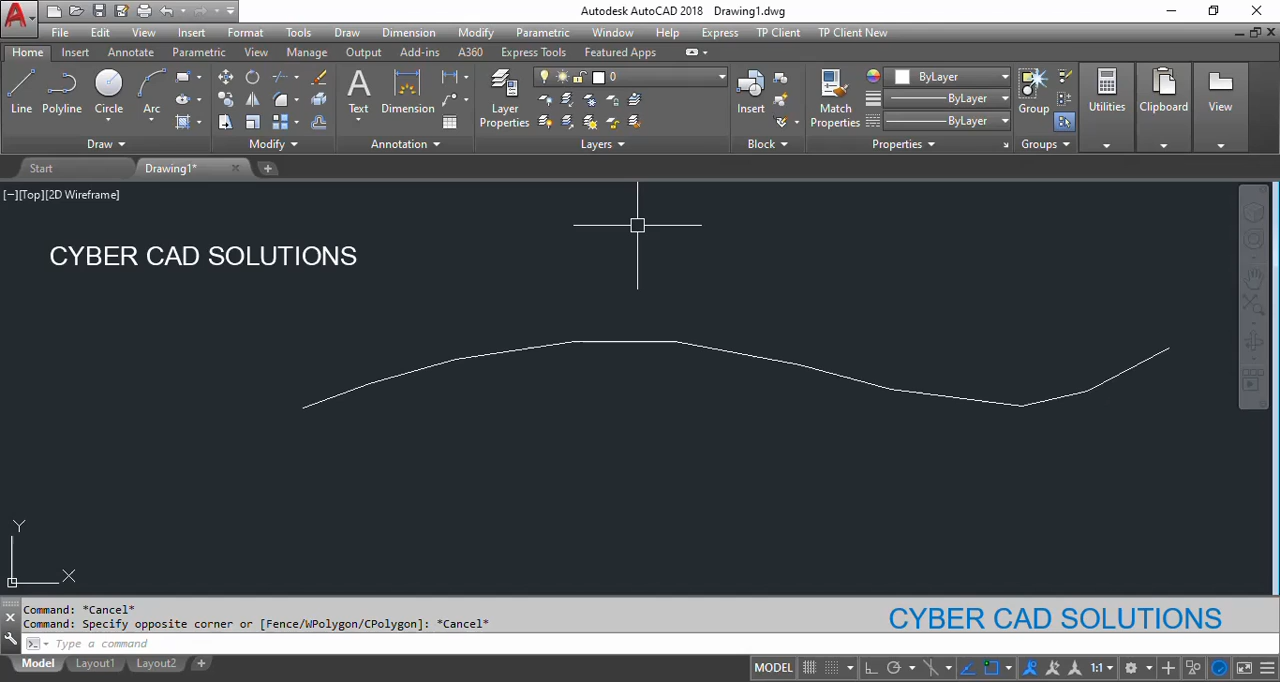 Autodesk AutoCAD 2018 Drawing1.dwg
File Edit View Insert Format Tools Draw Dimension Modify Parametric Window Help Express TP Client TP Client New
Home Insert Annotate Parametric View Manage Output Add-ins A360 Express Tools Featured Apps
0
ByLayer
ByLayer
ByLayer
Line Polyline Circle Arc
Text Dimension
Layer Properties
Insert
Match Properties
Group
Utilities
Clipboard
View
Draw Modify Annotation Layers Block Properties Groups
Start Drawing1*
[−][Top][2D Wireframe]
CYBER CAD SOLUTIONS
Y
X
Command: *Cancel*
Command: Specify opposite corner or [Fence/WPolygon/CPolygon]: *Cancel*
CYBER CAD SOLUTIONS
Type a command
Model Layout1 Layout2
MODEL 1:1